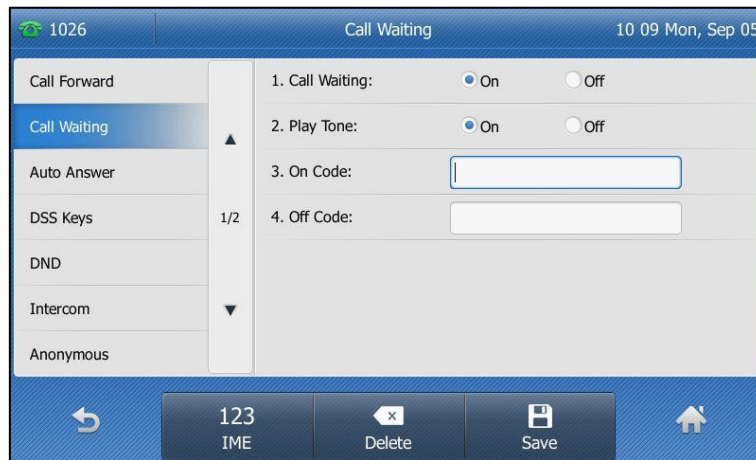 1026 Call Waiting 10 09 Mon, Sep 05
Call Forward
Call Waiting
Auto Answer
DSS Keys
DND
Intercom
Anonymous
1/2
1. Call Waiting: On Off
2. Play Tone: On Off
3. On Code:
4. Off Code:
123
IME
Delete
Save